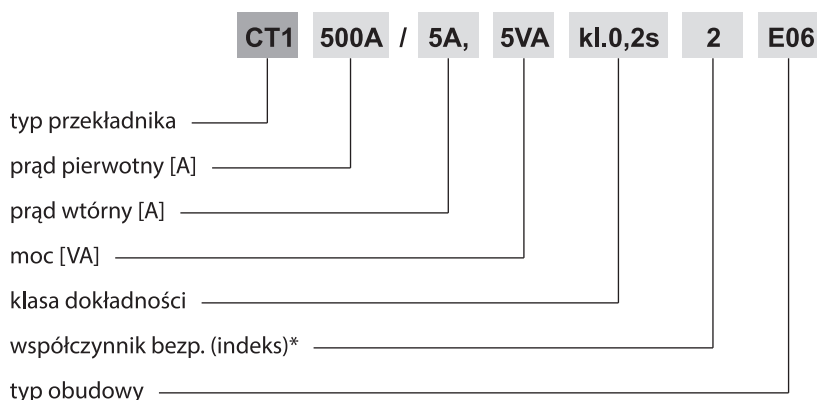 CT1 500A / 5A, 5VA kl.0,2s 2 E06
typ przekładnika
prąd pierwotny [A]
prąd wtórny [A]
moc [VA]
klasa dokładności
współczynnik bezp. (indeks)*
typ obudowy